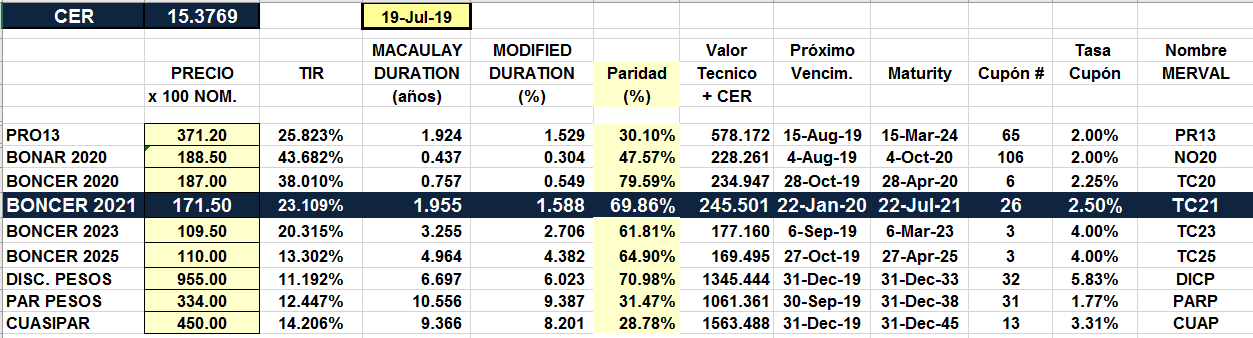 CER 15.3769 19-Jul-19
MACAULAY MODIFIED Valor Próximo Tasa Nombre
PRECIO TIR DURATION DURATION Paridad Tecnico Vencim. Maturity Cupón # Cupón MERVAL
x 100 NOM. (años) (%) (%) + CER
PRO13 371.20 25.823% 1.924 1.529 30.10% 578.172 15-Aug-19 15-Mar-24 65 2.00% PR13
BONAR 2020 188.50 43.682% 0.437 0.304 47.57% 228.261 4-Aug-19 4-Oct-20 106 2.00% NO20
BONCER 2020 187.00 38.010% 0.757 0.549 79.59% 234.947 28-Oct-19 28-Apr-20 6 2.25% TC20
BONCER 2021 171.50 23.109% 1.955 1.588 69.86% 245.501 22-Jan-20 22-Jul-21 26 2.50% TC21
BONCER 2023 109.50 20.315% 3.255 2.706 61.81% 177.160 6-Sep-19 6-Mar-23 3 4.00% TC23
BONCER 2025 110.00 13.302% 4.964 4.382 64.90% 169.495 27-Oct-19 27-Apr-25 3 4.00% TC25
DISC. PESOS 955.00 11.192% 6.697 6.023 70.98% 1345.444 31-Dec-19 31-Dec-33 32 5.83% DICP
PAR PESOS 334.00 12.447% 10.556 9.387 31.47% 1061.361 30-Sep-19 31-Dec-38 31 1.77% PARP
CUASIPAR 450.00 14.206% 9.366 8.201 28.78% 1563.488 31-Dec-19 31-Dec-45 13 3.31% CUAP